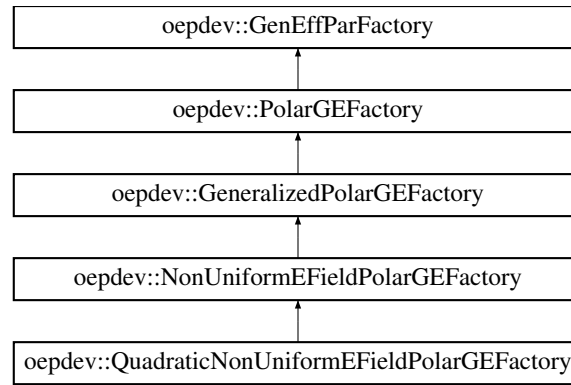 oepdev::GenEffParFactory
oepdev::PolarGEFactory
oepdev::GeneralizedPolarGEFactory
oepdev::NonUniformEFieldPolarGEFactory
oepdev::QuadraticNonUniformEFieldPolarGEFactory